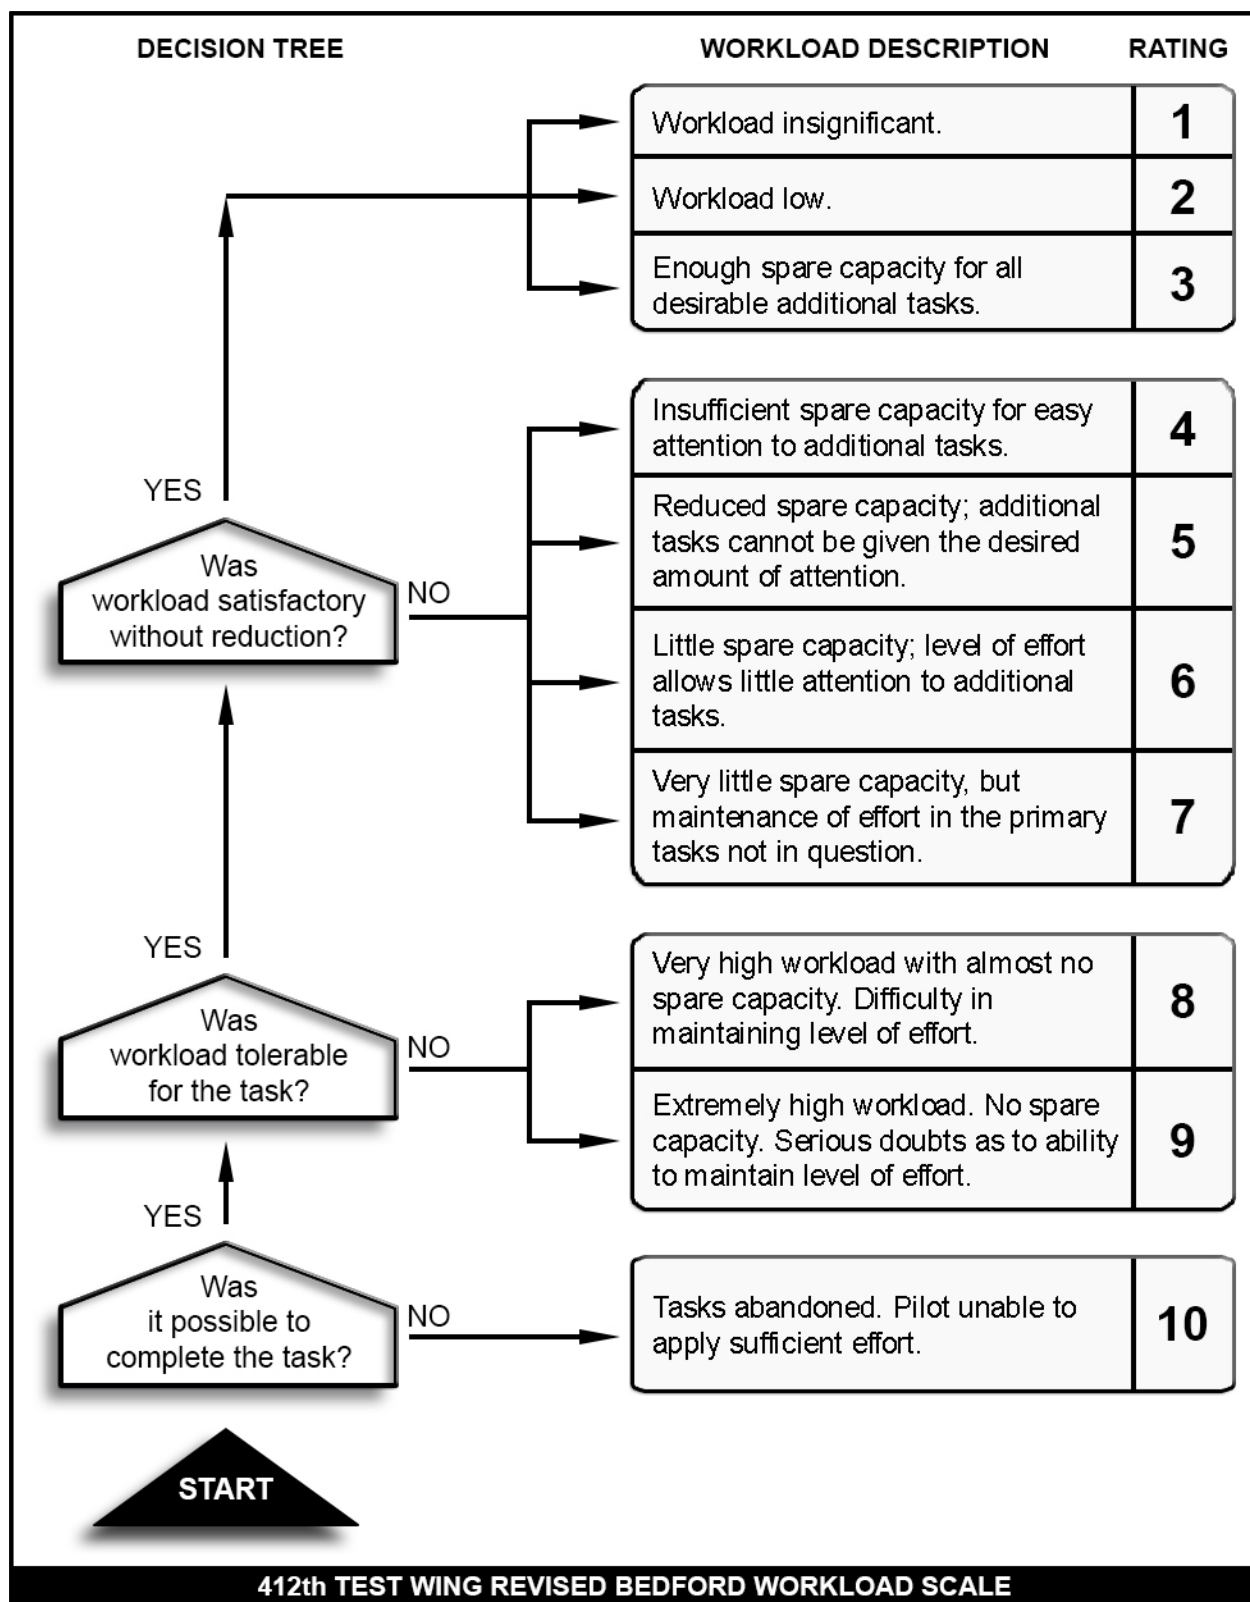 DECISION TREE
WORKLOAD DESCRIPTION
RATING
Workload insignificant.
1
Workload low.
2
Enough spare capacity for all
desirable additional tasks.
3
YES
Was
workload satisfactory
without reduction?
NO
Insufficient spare capacity for easy
attention to additional tasks.
4
Reduced spare capacity; additional
tasks cannot be given the desired
amount of attention.
5
Little spare capacity; level of effort
allows little attention to additional
tasks.
6
Very little spare capacity, but
maintenance of effort in the primary
tasks not in question.
7
YES
Was
workload tolerable
for the task?
NO
Very high workload with almost no
spare capacity. Difficulty in
maintaining level of effort.
8
Extremely high workload. No spare
capacity. Serious doubts as to ability
to maintain level of effort.
9
YES
Was
it possible to
complete the task?
NO
Tasks abandoned. Pilot unable to
apply sufficient effort.
10
START
412th TEST WING REVISED BEDFORD WORKLOAD SCALE